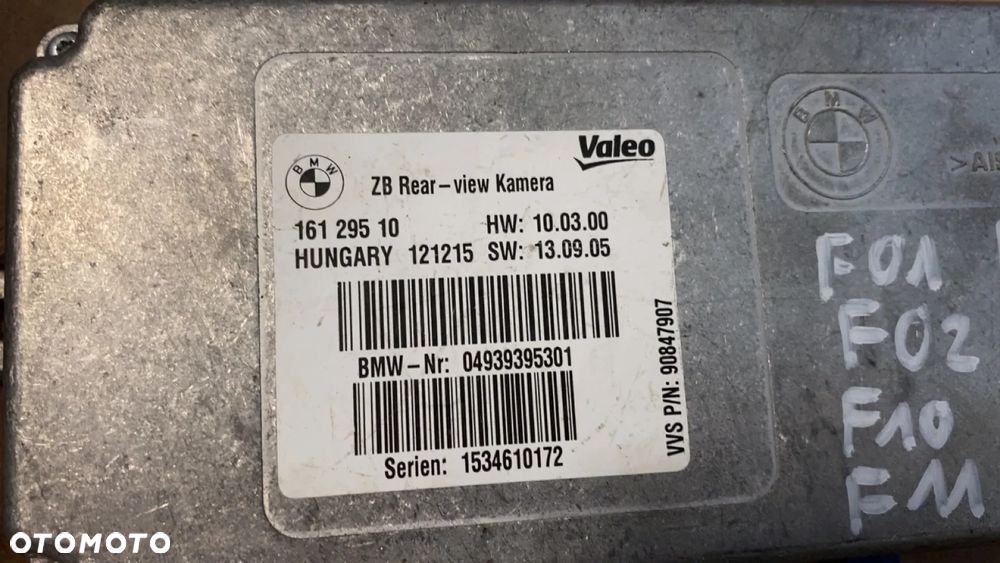 BMW
Valeo
ZB Rear-view Kamera
161 295 10 HW: 10.03.00
HUNGARY 121215 SW: 13.09.05
BMW-Nr: 04939395301
Serien: 1534610172
VVS P/N: 90847907
BMW
F01
F02
F10
F11
OTOMOTO